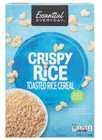 Essential
EVERYDAY
CRISPY
RICE
TOASTED RICE CEREAL